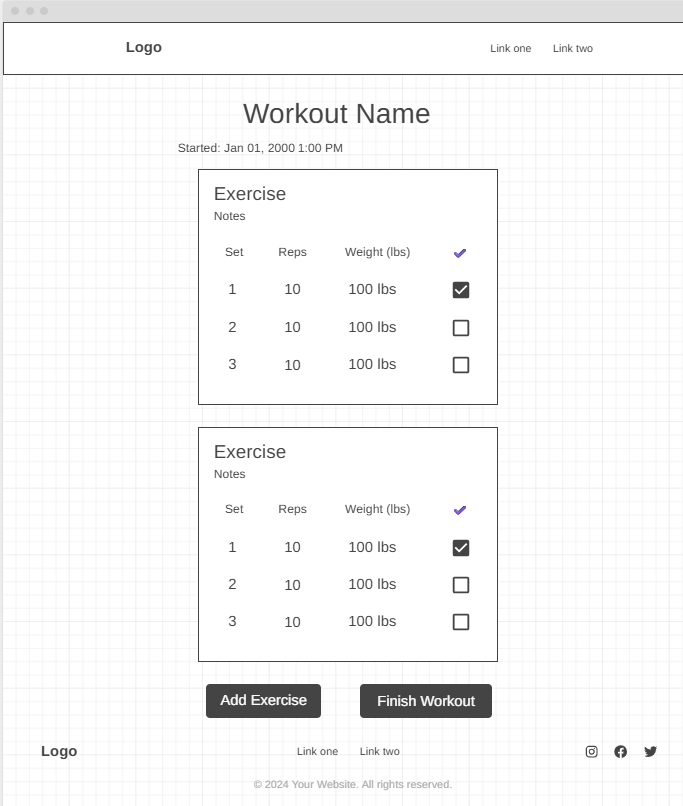 Logo Link one Link two
Workout Name
Started: Jan 01, 2000 1:00 PM
Exercise
Notes
Set Reps Weight (lbs)
1 10 100 lbs
2 10 100 lbs
3 10 100 lbs
Exercise
Notes
Set Reps Weight (lbs)
1 10 100 lbs
2 10 100 lbs
3 10 100 lbs
Add Exercise Finish Workout
Logo Link one Link two
© 2024 Your Website. All rights reserved.